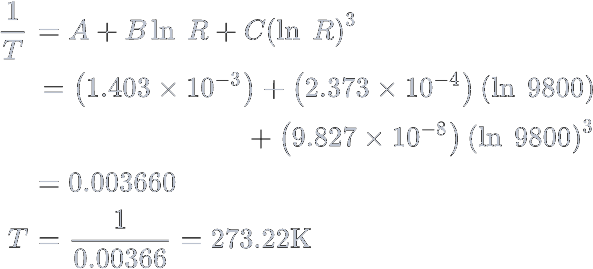 1/T = A + B ln R + C(ln R)³
= (1.403 × 10⁻³) + (2.373 × 10⁻⁴) (ln 9800)
+ (9.827 × 10⁻⁸) (ln 9800)³
= 0.003660
T = 1/0.00366 = 273.22K